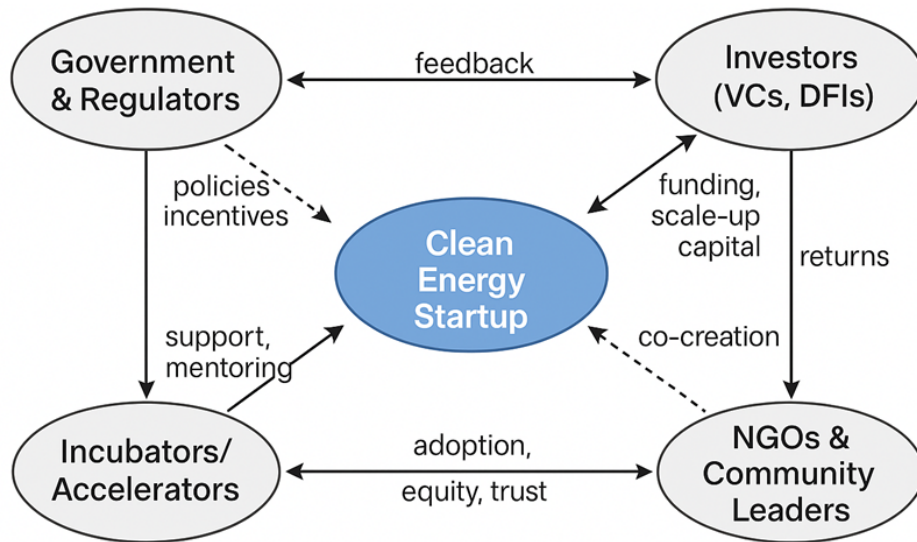 Government
& Regulators
feedback
Investors
(VCs, DFIs)
policies
incentives
funding,
scale-up
capital
Clean
Energy
Startup
returns
support,
mentoring
co-creation
Incubators/
Accelerators
adoption,
equity, trust
NGOs &
Community
Leaders